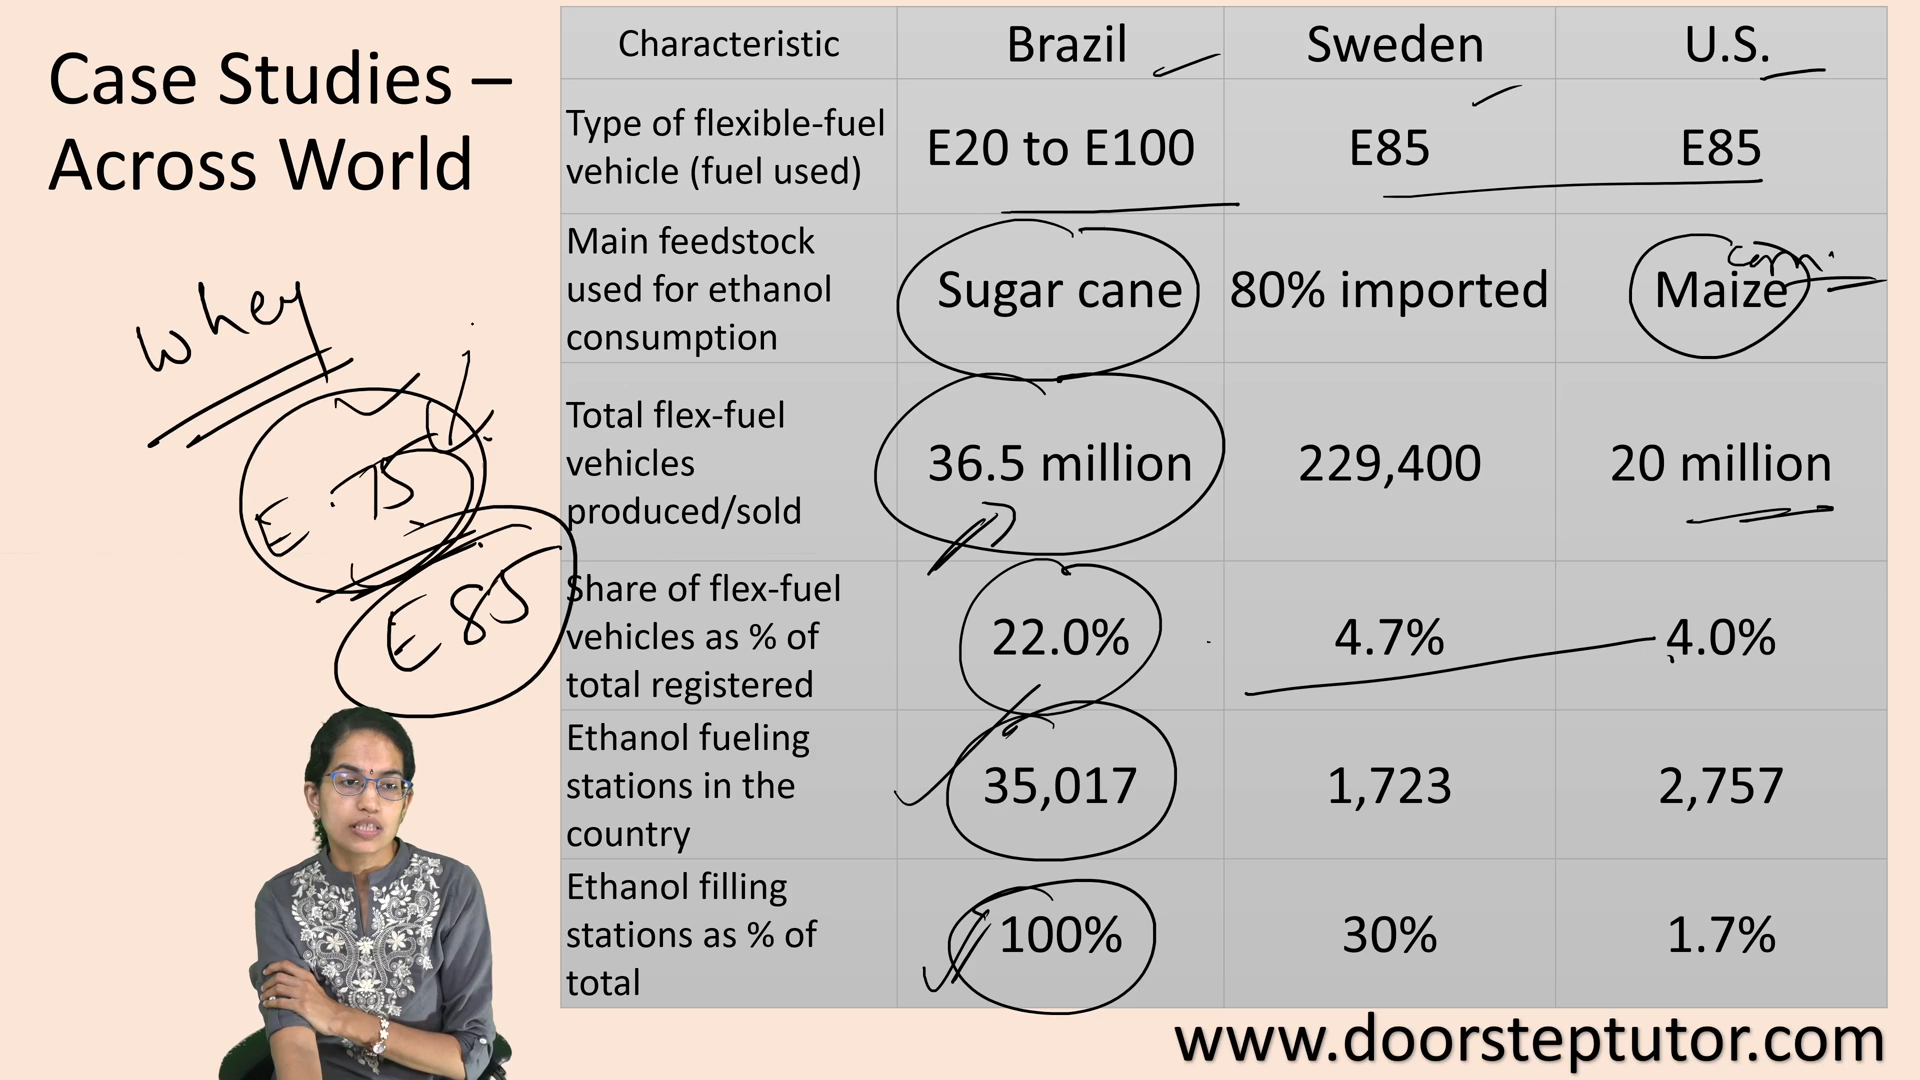 Case Studies –
Across World
whey
E 75
E 85
Characteristic Brazil Sweden U.S.
Type of flexible-fuel
vehicle (fuel used)
E20 to E100 E85 E85
Main feedstock
used for ethanol
consumption
Sugar cane 80% imported Maize
corn
Total flex-fuel
vehicles
produced/sold
36.5 million 229,400 20 million
Share of flex-fuel
vehicles as % of
total registered
22.0% 4.7% 4.0%
Ethanol fueling
stations in the
country
35,017 1,723 2,757
Ethanol filling
stations as % of
total
100% 30% 1.7%
www.doorsteptutor.com